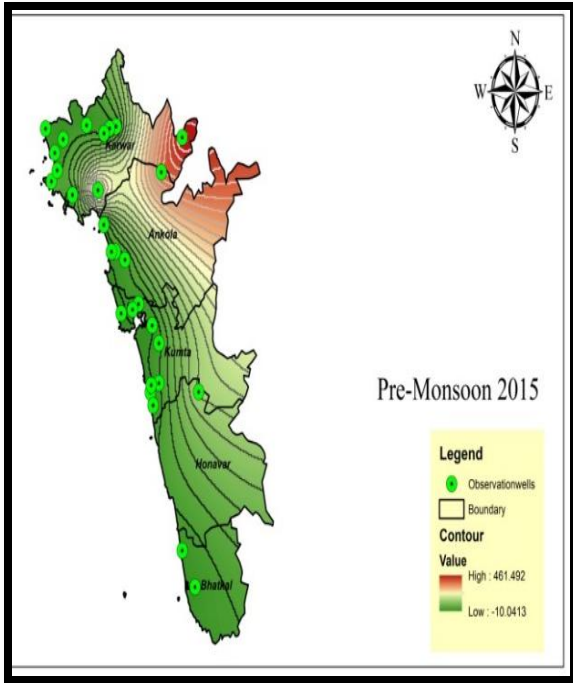 N
W E
S
Karwar
Ankola
Kumta
Pre-Monsoon 2015
Honavar
Legend
Observationwells
Boundary
Contour
Value
High : 461.492
Low : -10.0413
Bhatkal